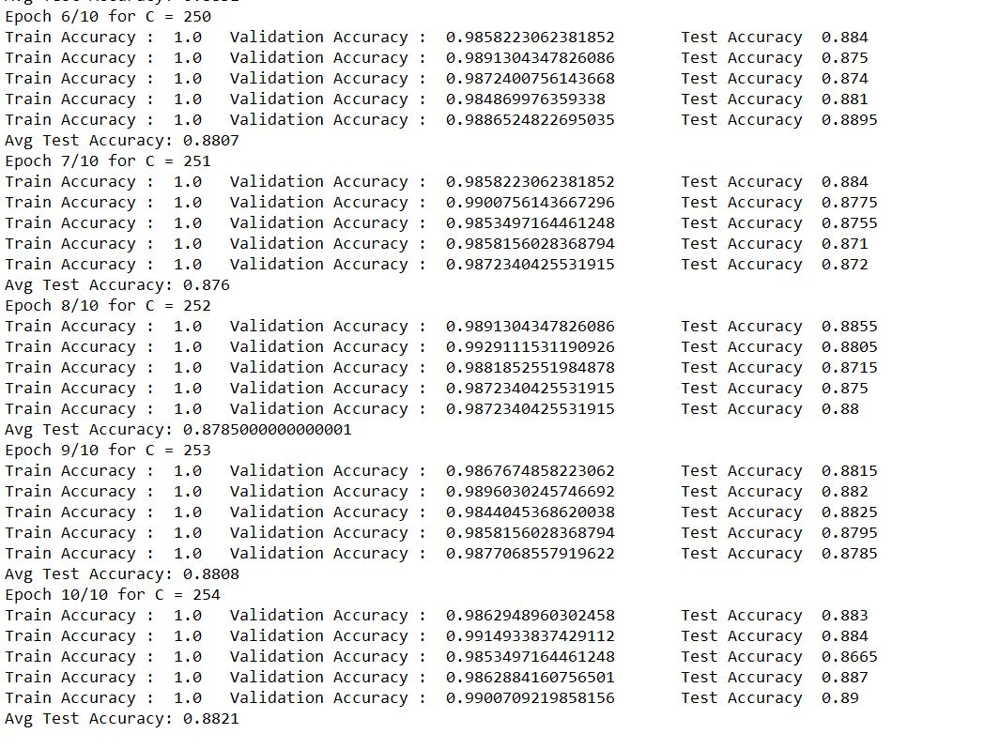 Epoch 6/10 for C = 250
Train Accuracy : 1.0 Validation Accuracy : 0.9858223062381852 Test Accuracy 0.884
Train Accuracy : 1.0 Validation Accuracy : 0.9891304347826086 Test Accuracy 0.875
Train Accuracy : 1.0 Validation Accuracy : 0.9872400756143668 Test Accuracy 0.874
Train Accuracy : 1.0 Validation Accuracy : 0.984869976359338 Test Accuracy 0.881
Train Accuracy : 1.0 Validation Accuracy : 0.9886524822695035 Test Accuracy 0.8895
Avg Test Accuracy: 0.8807
Epoch 7/10 for C = 251
Train Accuracy : 1.0 Validation Accuracy : 0.9858223062381852 Test Accuracy 0.884
Train Accuracy : 1.0 Validation Accuracy : 0.9900756143667296 Test Accuracy 0.8775
Train Accuracy : 1.0 Validation Accuracy : 0.9853497164461248 Test Accuracy 0.8755
Train Accuracy : 1.0 Validation Accuracy : 0.9858156028368794 Test Accuracy 0.871
Train Accuracy : 1.0 Validation Accuracy : 0.9872340425531915 Test Accuracy 0.872
Avg Test Accuracy: 0.876
Epoch 8/10 for C = 252
Train Accuracy : 1.0 Validation Accuracy : 0.9891304347826086 Test Accuracy 0.8855
Train Accuracy : 1.0 Validation Accuracy : 0.9929111531190926 Test Accuracy 0.8805
Train Accuracy : 1.0 Validation Accuracy : 0.9881852551984878 Test Accuracy 0.8715
Train Accuracy : 1.0 Validation Accuracy : 0.9872340425531915 Test Accuracy 0.875
Train Accuracy : 1.0 Validation Accuracy : 0.9872340425531915 Test Accuracy 0.88
Avg Test Accuracy: 0.8785000000000001
Epoch 9/10 for C = 253
Train Accuracy : 1.0 Validation Accuracy : 0.9867674858223062 Test Accuracy 0.8815
Train Accuracy : 1.0 Validation Accuracy : 0.9896030245746692 Test Accuracy 0.882
Train Accuracy : 1.0 Validation Accuracy : 0.9844045368620038 Test Accuracy 0.8825
Train Accuracy : 1.0 Validation Accuracy : 0.9858156028368794 Test Accuracy 0.8795
Train Accuracy : 1.0 Validation Accuracy : 0.9877068557919622 Test Accuracy 0.8785
Avg Test Accuracy: 0.8808
Epoch 10/10 for C = 254
Train Accuracy : 1.0 Validation Accuracy : 0.9862948960302458 Test Accuracy 0.883
Train Accuracy : 1.0 Validation Accuracy : 0.9914933837429112 Test Accuracy 0.884
Train Accuracy : 1.0 Validation Accuracy : 0.9853497164461248 Test Accuracy 0.8665
Train Accuracy : 1.0 Validation Accuracy : 0.9862884160756501 Test Accuracy 0.887
Train Accuracy : 1.0 Validation Accuracy : 0.9900709219858156 Test Accuracy 0.89
Avg Test Accuracy: 0.8821